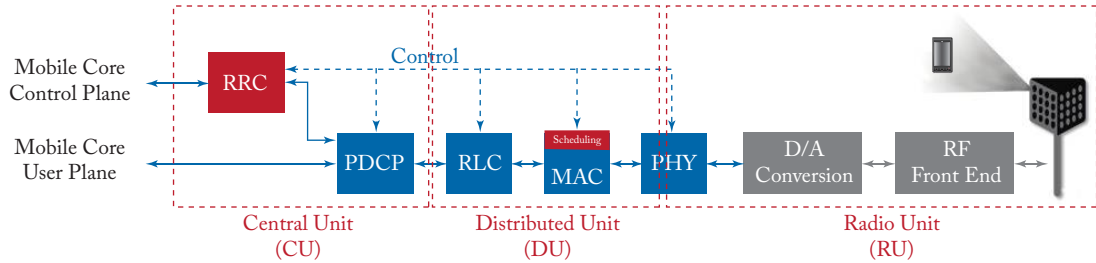 Mobile Core
Control Plane
RRC
Control
Mobile Core
User Plane
PDCP
RLC
Scheduling
MAC
PHY
D/A
Conversion
RF
Front End
Central Unit
(CU)
Distributed Unit
(DU)
Radio Unit
(RU)